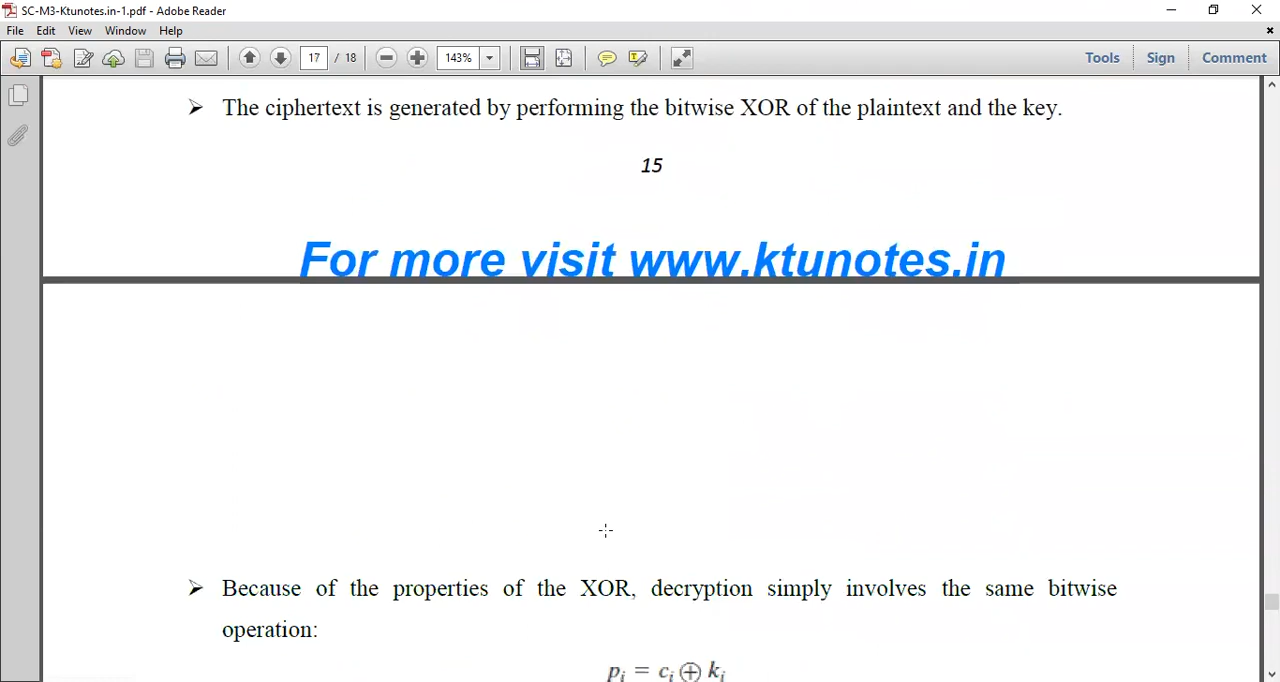 SC-M3-Ktunotes.in-1.pdf - Adobe Reader
File Edit View Window Help
17 / 18 143% Tools Sign Comment
➢ The ciphertext is generated by performing the bitwise XOR of the plaintext and the key.
15
For more visit www.ktunotes.in
➢ Because of the properties of the XOR, decryption simply involves the same bitwise
operation:
pᵢ = cᵢ ⊕ kᵢ